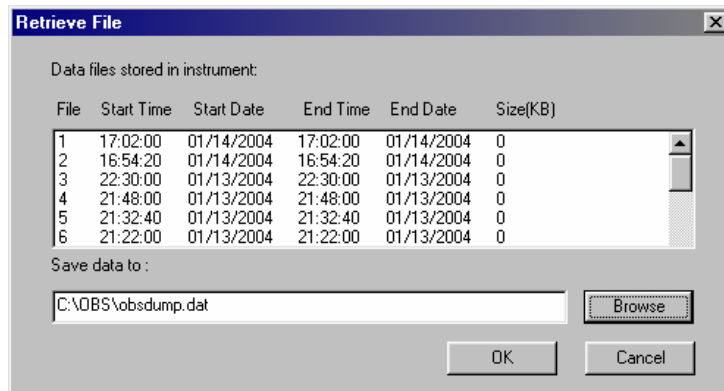 Retrieve File
Data files stored in instrument:
File Start Time Start Date End Time End Date Size(KB)
1 17:02:00 01/14/2004 17:02:00 01/14/2004 0
2 16:54:20 01/14/2004 16:54:20 01/14/2004 0
3 22:30:00 01/13/2004 22:30:00 01/13/2004 0
4 21:48:00 01/13/2004 21:48:00 01/13/2004 0
5 21:32:40 01/13/2004 21:32:40 01/13/2004 0
6 21:22:00 01/13/2004 21:22:00 01/13/2004 0
Save data to :
C:\OBS\obsdump.dat Browse
OK Cancel